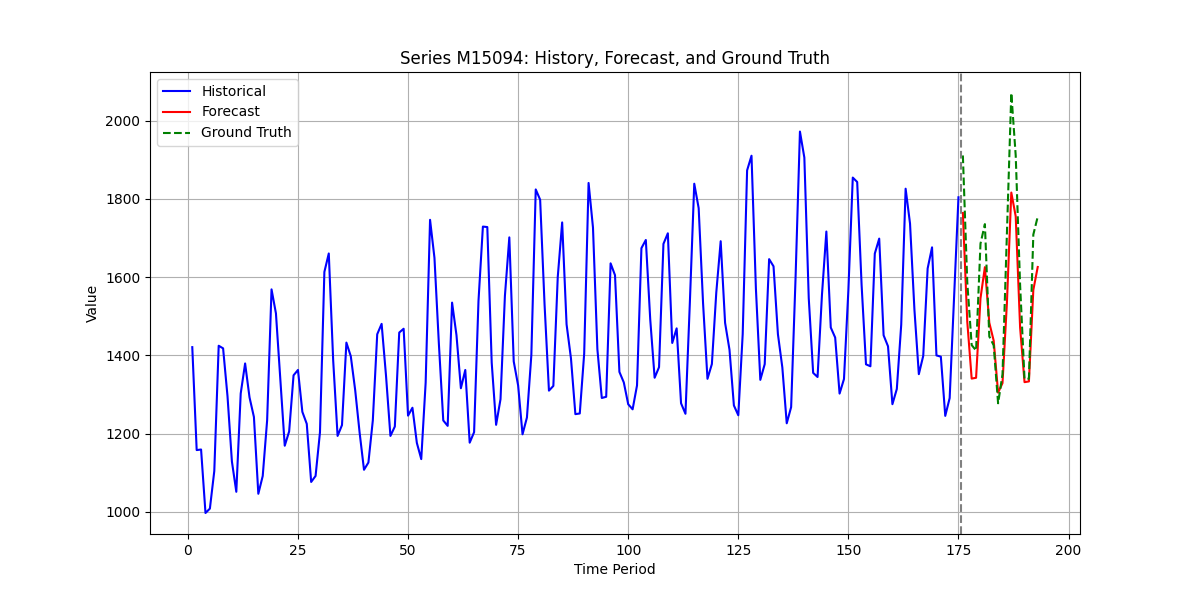 Series M15094: History, Forecast, and Ground Truth
Historical
Forecast
Ground Truth
Value
2000
1800
1600
1400
1200
1000
0 25 50 75 100 125 150 175 200
Time Period